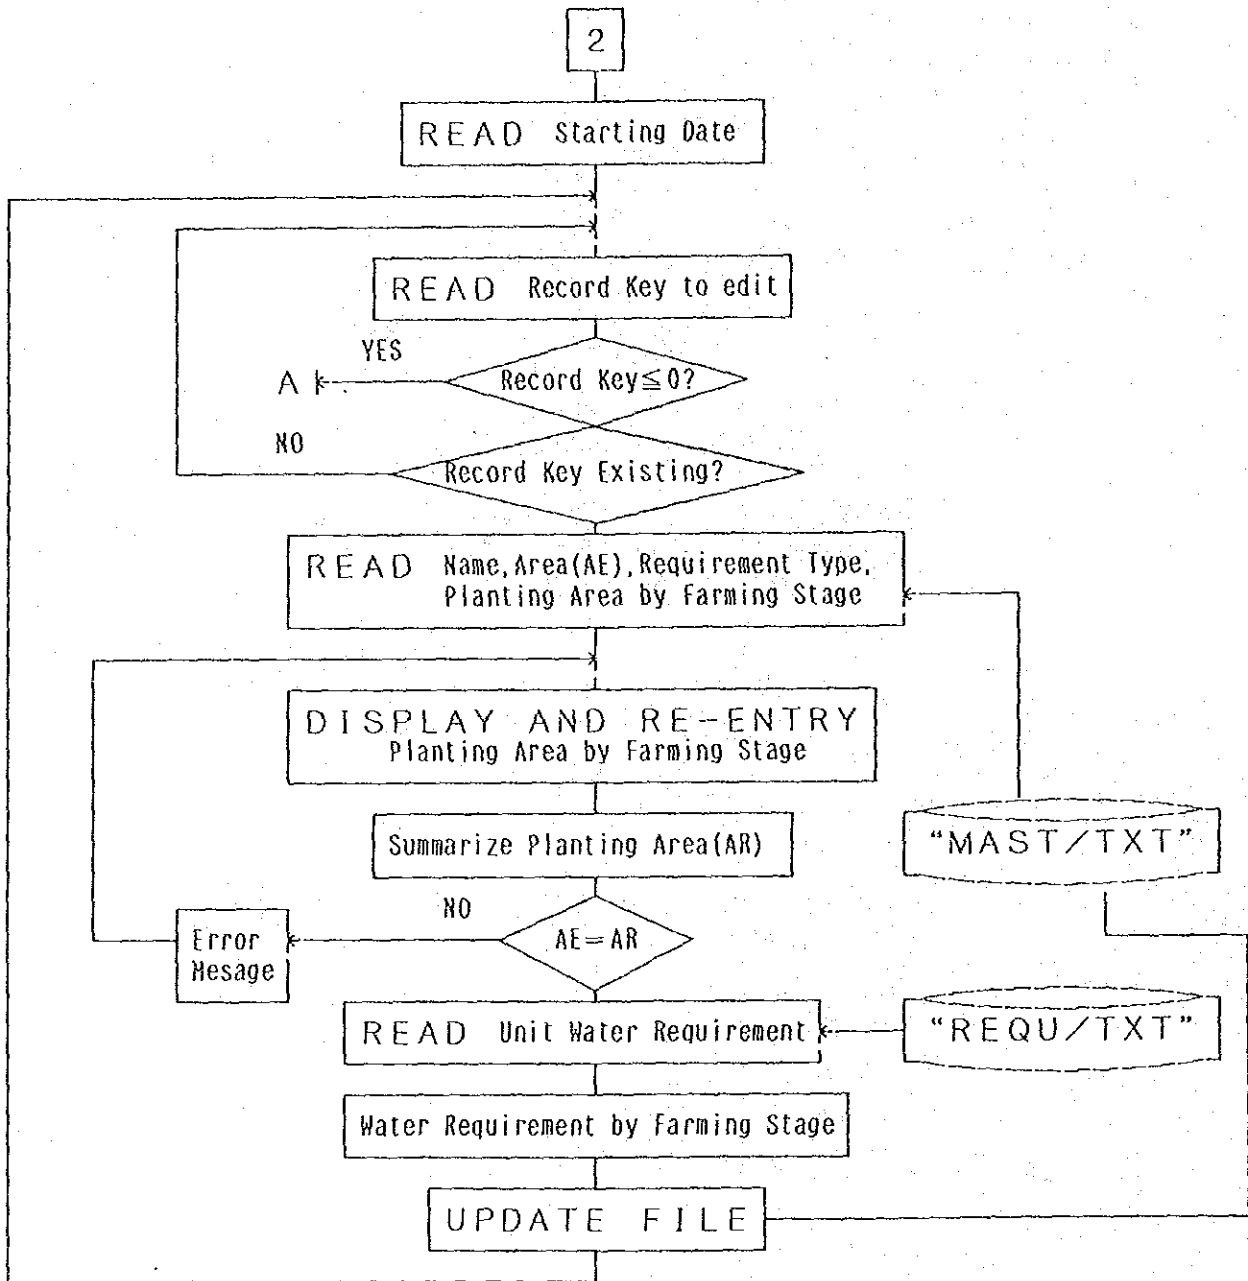 2
READ Starting Date
READ Record Key to edit
YES
A
Record Key≦0?
NO
Record Key Existing?
READ Name,Area(AE),Requirement Type,
Planting Area by Farming Stage
DISPLAY AND RE-ENTRY
Planting Area by Farming Stage
Summarize Planting Area(AR)
“MAST/TXT”
NO
Error
Mesage
AE=AR
READ Unit Water Requirement
“REQU/TXT”
Water Requirement by Farming Stage
UPDATE FILE